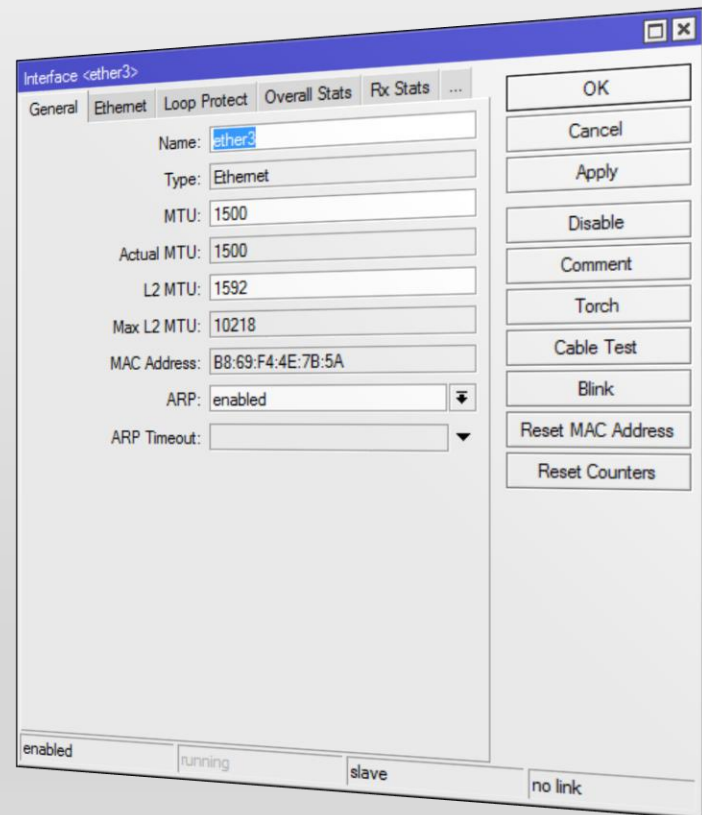 Interface <ether3>
General Ethernet Loop Protect Overall Stats Rx Stats ...
Name: ether3
Type: Ethernet
MTU: 1500
Actual MTU: 1500
L2 MTU: 1592
Max L2 MTU: 10218
MAC Address: B8:69:F4:4E:7B:5A
ARP: enabled
ARP Timeout:
OK
Cancel
Apply
Disable
Comment
Torch
Cable Test
Blink
Reset MAC Address
Reset Counters
enabled running slave no link